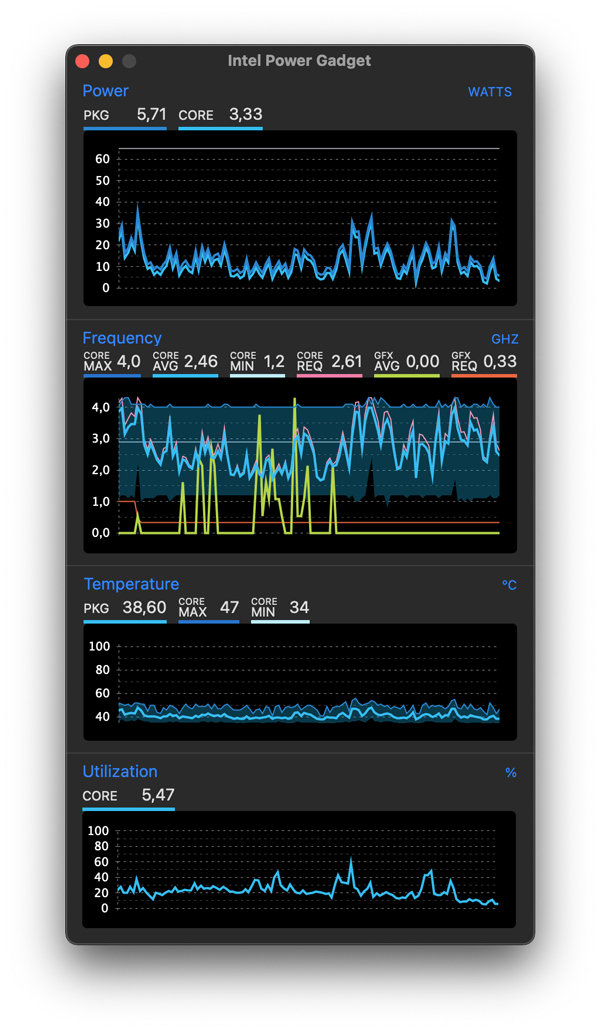 Intel Power Gadget
Power WATTS
PKG 5,71 CORE 3,33
60
50
40
30
20
10
0
Frequency GHZ
CORE MAX 4,0 CORE AVG 2,46 CORE MIN 1,2 CORE REQ 2,61 GFX AVG 0,00 GFX REQ 0,33
4,0
3,0
2,0
1,0
0,0
Temperature °C
PKG 38,60 CORE MAX 47 CORE MIN 34
100
80
60
40
Utilization %
CORE 5,47
100
80
60
40
20
0